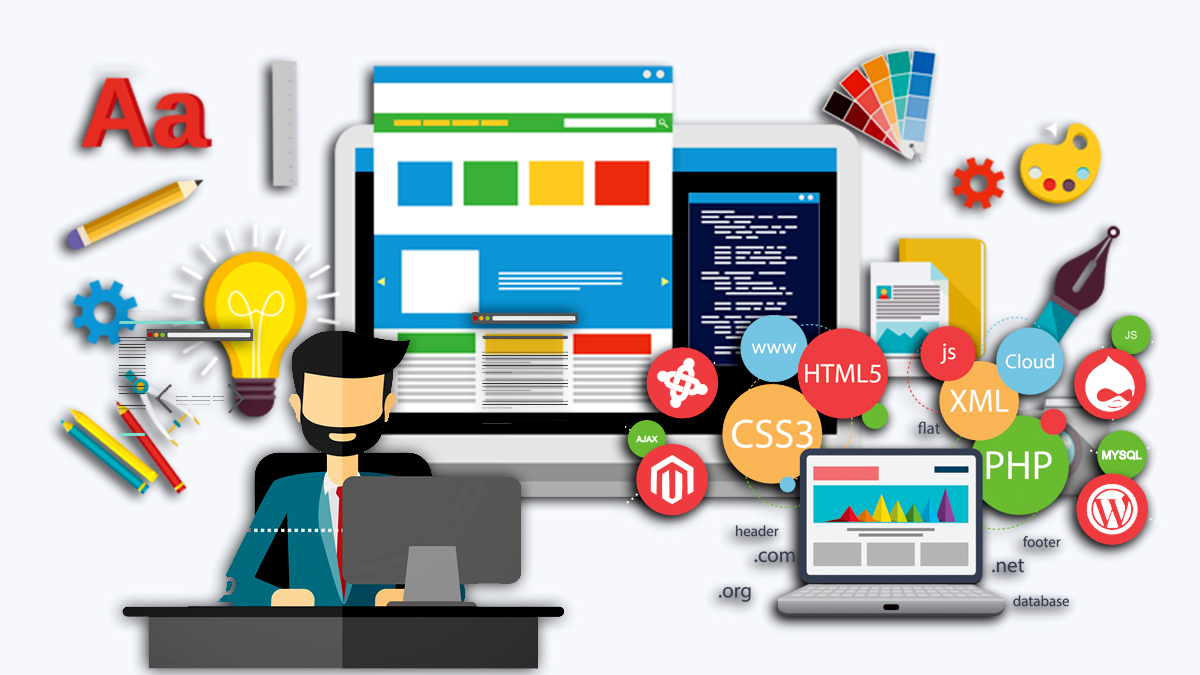 Aa
www
HTML5
js
Cloud
JS
XML
CSS3
flat
AJAX
PHP
MYSQL
header
.com
footer
.net
.org
database